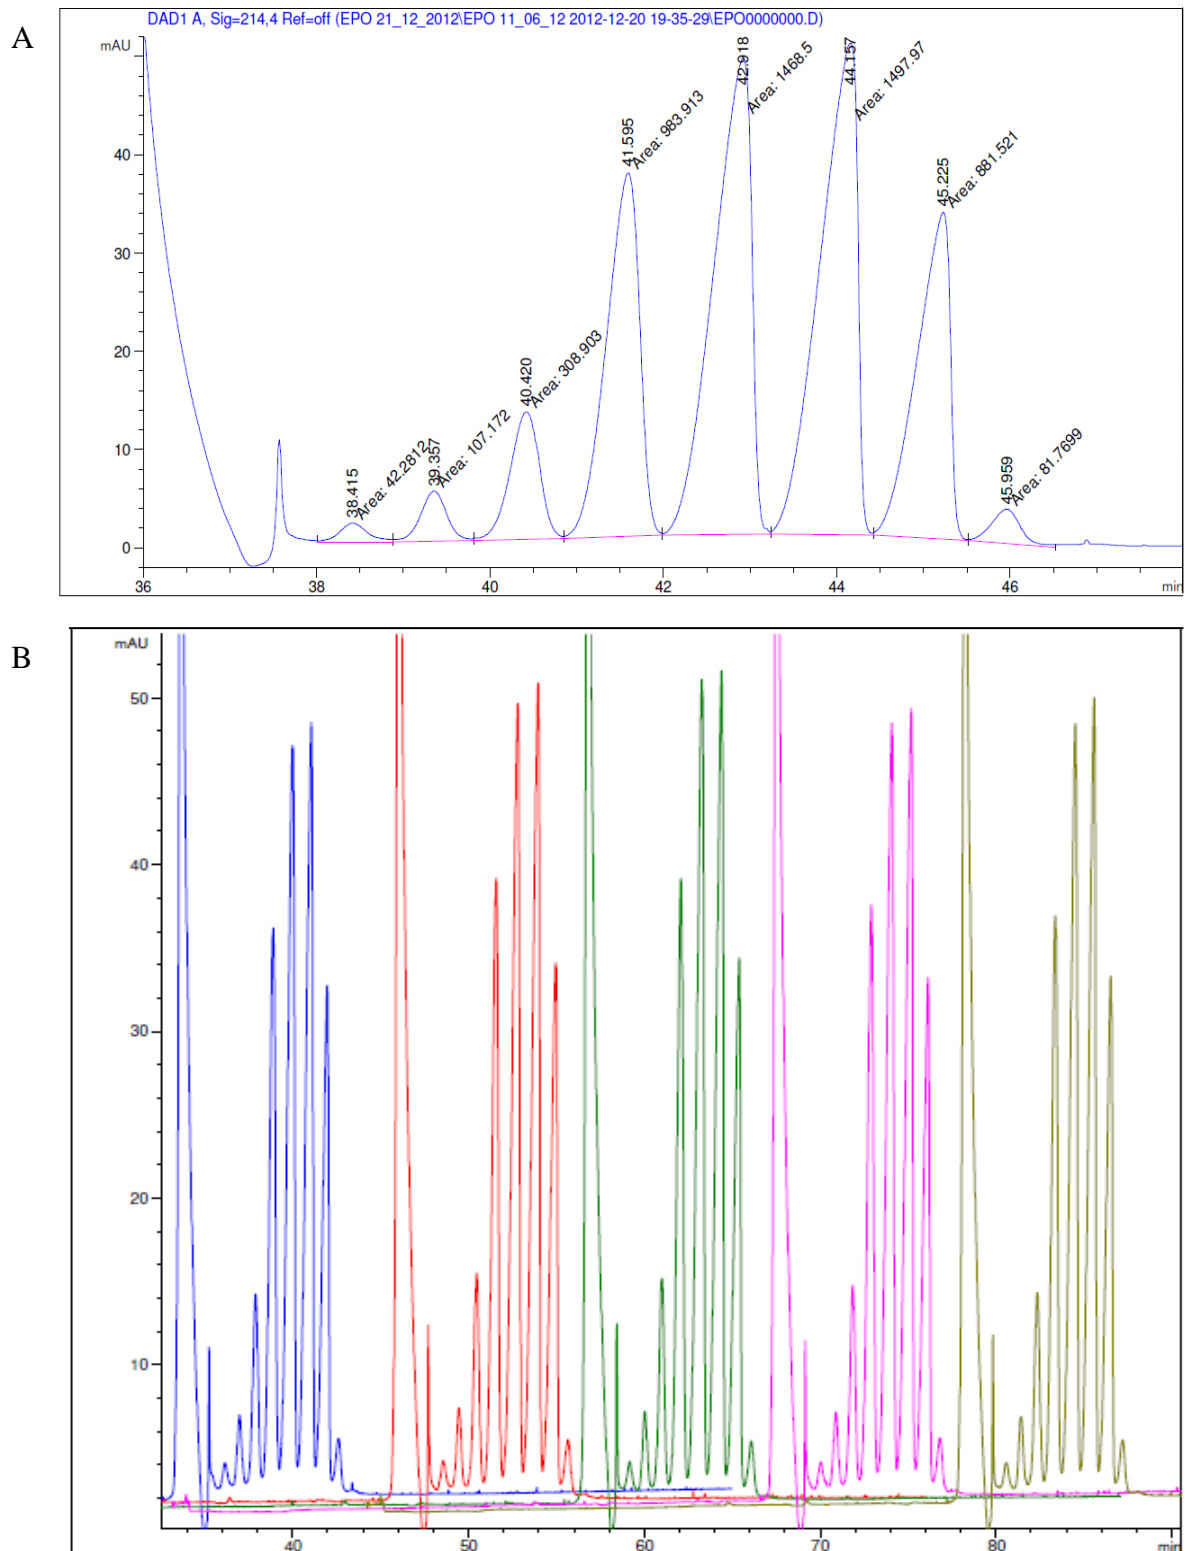 A
DAD1 A, Sig=214,4 Ref=off (EPO 21_12_2012\EPO 11_06_12 2012-12-20 19-35-29\EPO0000000.D)
mAU
40
30
20
10
0
38.415
Area: 42.2812
39.357
Area: 107.172
40.420
Area: 308.903
41.595
Area: 983.913
42.918
Area: 1468.5
44.157
Area: 1497.97
45.225
Area: 881.521
45.959
Area: 81.7699
36 38 40 42 44 46 min
B
mAU
50
40
30
20
10
40 50 60 70 80 min